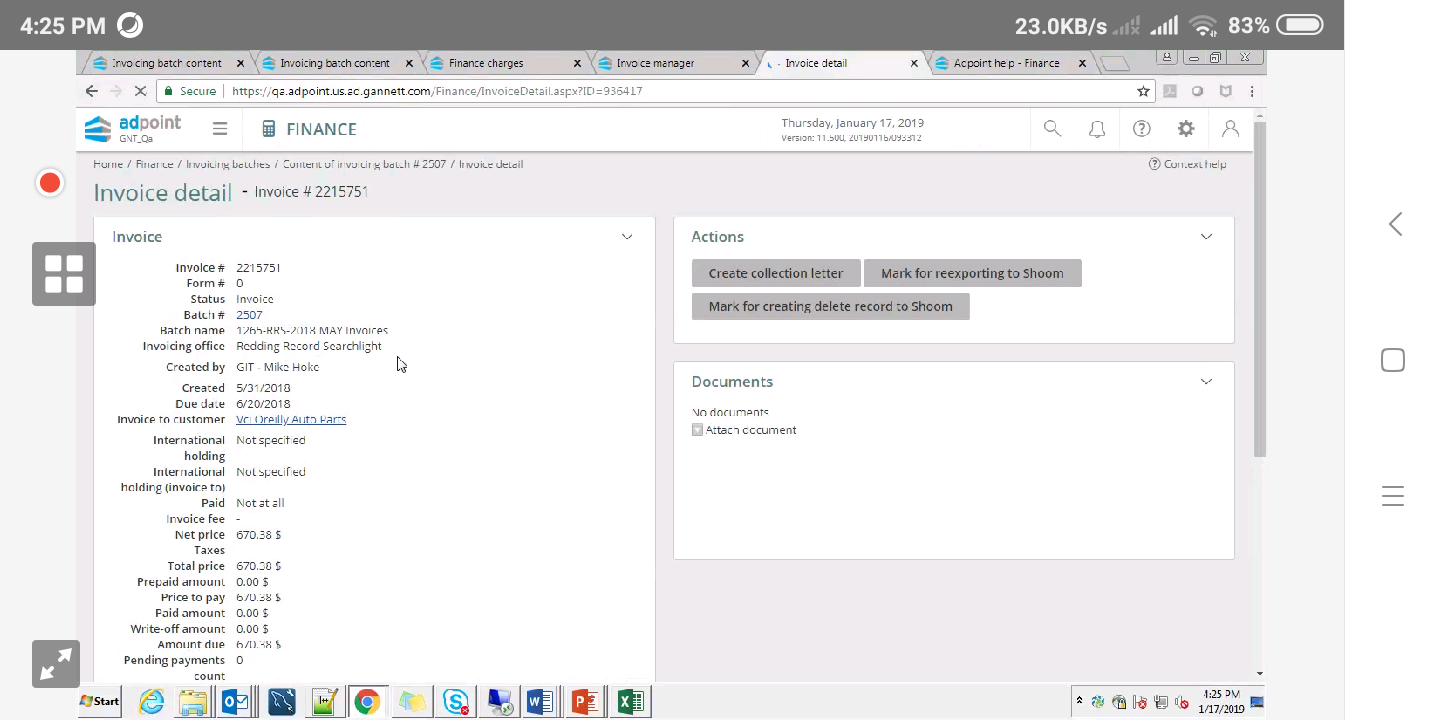 4:25 PM
23.0KB/s 83%
Invoicing batch content
Invoicing batch content
Finance charges
Invoice manager
Invoice detail
Adpoint help - Finance
Secure https://qa.adpoint.us.ad.gannett.com/Finance/InvoiceDetail.aspx?ID=936417
adpoint
GNT_Qa
FINANCE
Thursday, January 17, 2019
Version: 11.500, 20190116/093312
Home / Finance / Invoicing batches / Content of invoicing batch # 2507 / Invoice detail
Context help
Invoice detail - Invoice # 2215751
Invoice
Invoice # 2215751
Form # 0
Status Invoice
Batch # 2507
Batch name 1265-RRS-2018 MAY Invoices
Invoicing office Redding Record Searchlight
Created by GIT - Mike Hoke
Created 5/31/2018
Due date 6/20/2018
Invoice to customer Vci Oreilly Auto Parts
International Not specified
holding
International Not specified
holding (invoice to)
Paid Not at all
Invoice fee -
Net price 670.38 $
Taxes
Total price 670.38 $
Prepaid amount 0.00 $
Price to pay 670.38 $
Paid amount 0.00 $
Write-off amount 0.00 $
Amount due 670.38 $
Pending payments 0
count
Actions
Create collection letter
Mark for reexporting to Shoom
Mark for creating delete record to Shoom
Documents
No documents
Attach document
Start
4:25 PM
1/17/2019